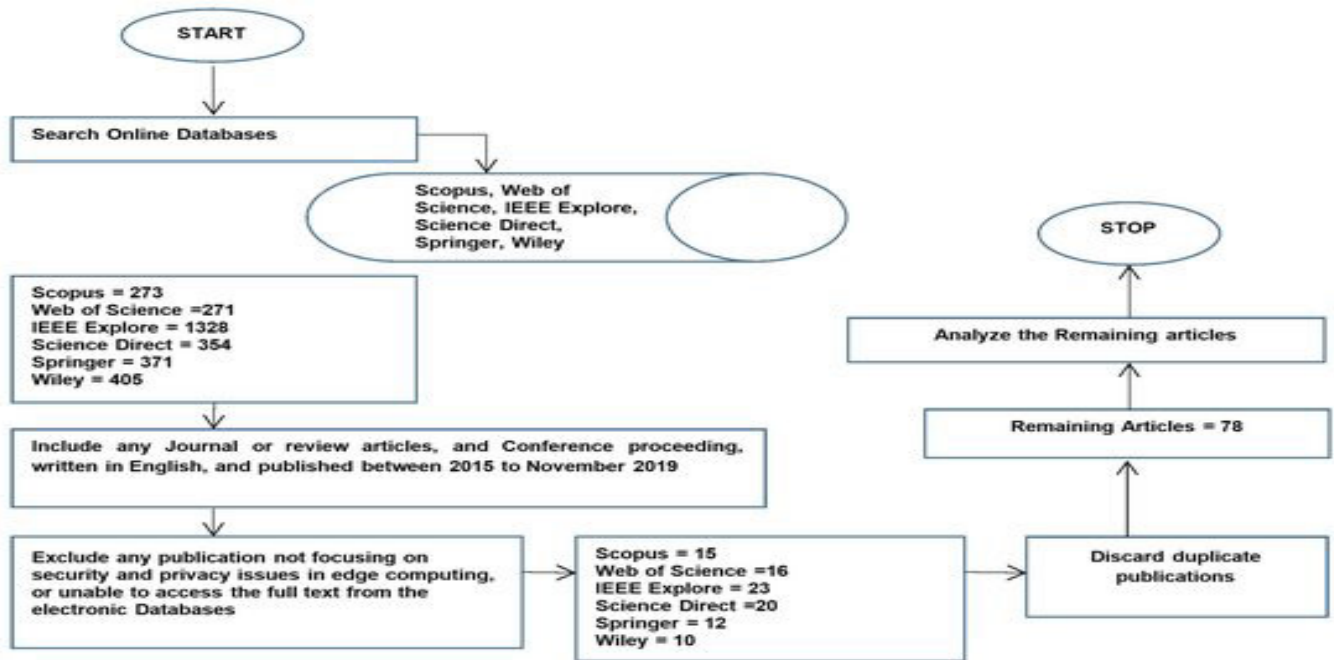 START
Search Online Databases
Scopus, Web of
Science, IEEE Explore,
Science Direct,
Springer, Wiley
Scopus = 273
Web of Science =271
IEEE Explore = 1328
Science Direct = 354
Springer = 371
Wiley = 405
Include any Journal or review articles, and Conference proceeding,
written in English, and published between 2015 to November 2019
Exclude any publication not focusing on
security and privacy issues in edge computing,
or unable to access the full text from the
electronic Databases
Scopus = 15
Web of Science =16
IEEE Explore = 23
Science Direct =20
Springer = 12
Wiley = 10
Discard duplicate
publications
Remaining Articles = 78
Analyze the Remaining articles
STOP